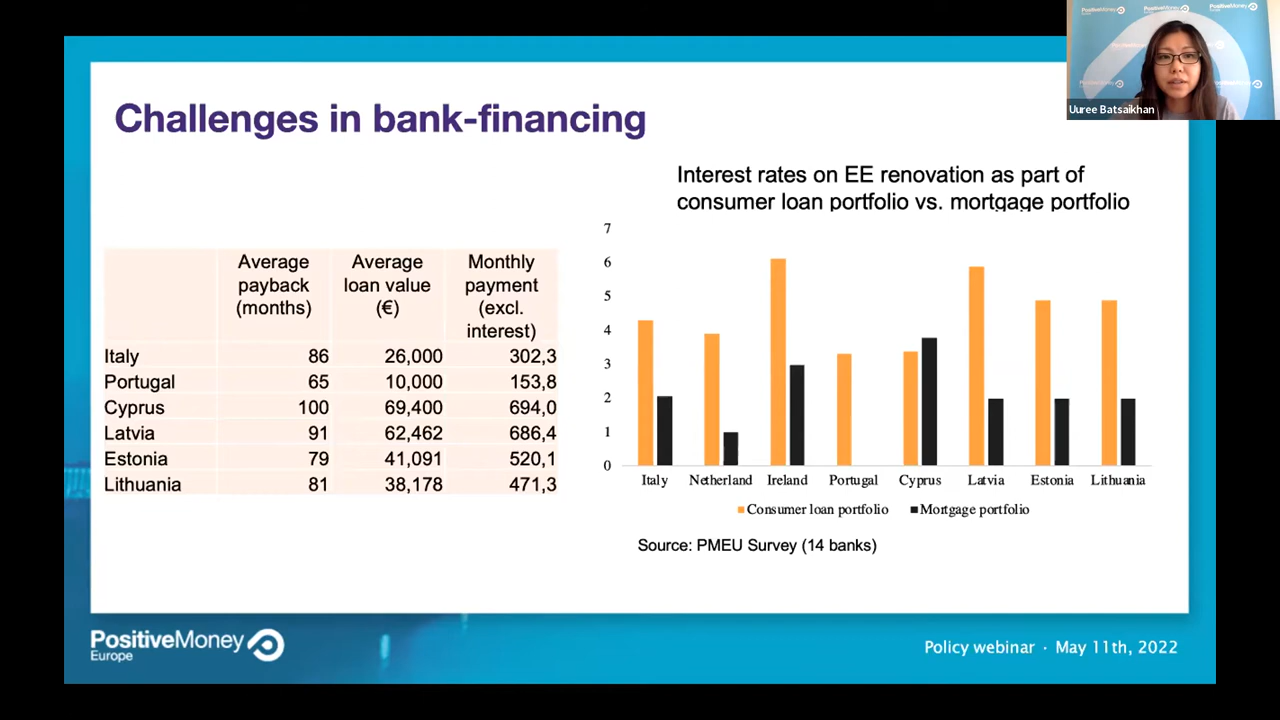 PositiveMoney
PositiveMoney
PositiveMoney
Uuree Batsaikhan
Challenges in bank-financing
Average payback (months)
Average loan value (€)
Monthly payment (excl. interest)
Italy 86 26,000 302,3
Portugal 65 10,000 153,8
Cyprus 100 69,400 694,0
Latvia 91 62,462 686,4
Estonia 79 41,091 520,1
Lithuania 81 38,178 471,3
Interest rates on EE renovation as part of
consumer loan portfolio vs. mortgage portfolio
7
6
5
4
3
2
1
0
Italy Netherland Ireland Portugal Cyprus Latvia Estonia Lithuania
Consumer loan portfolio Mortgage portfolio
Source: PMEU Survey (14 banks)
PositiveMoney
Europe
Policy webinar · May 11th, 2022